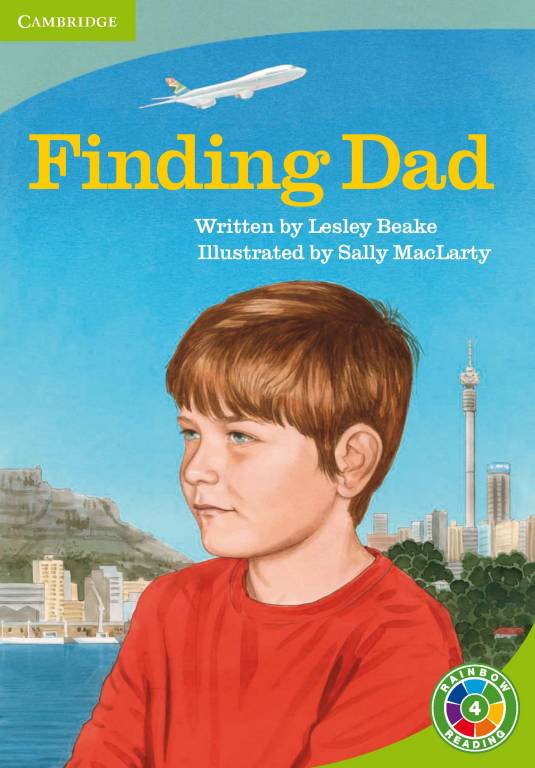 CAMBRIDGE
Finding Dad
Written by Lesley Beake
Illustrated by Sally MacLarty
RAINBOW
4
READING